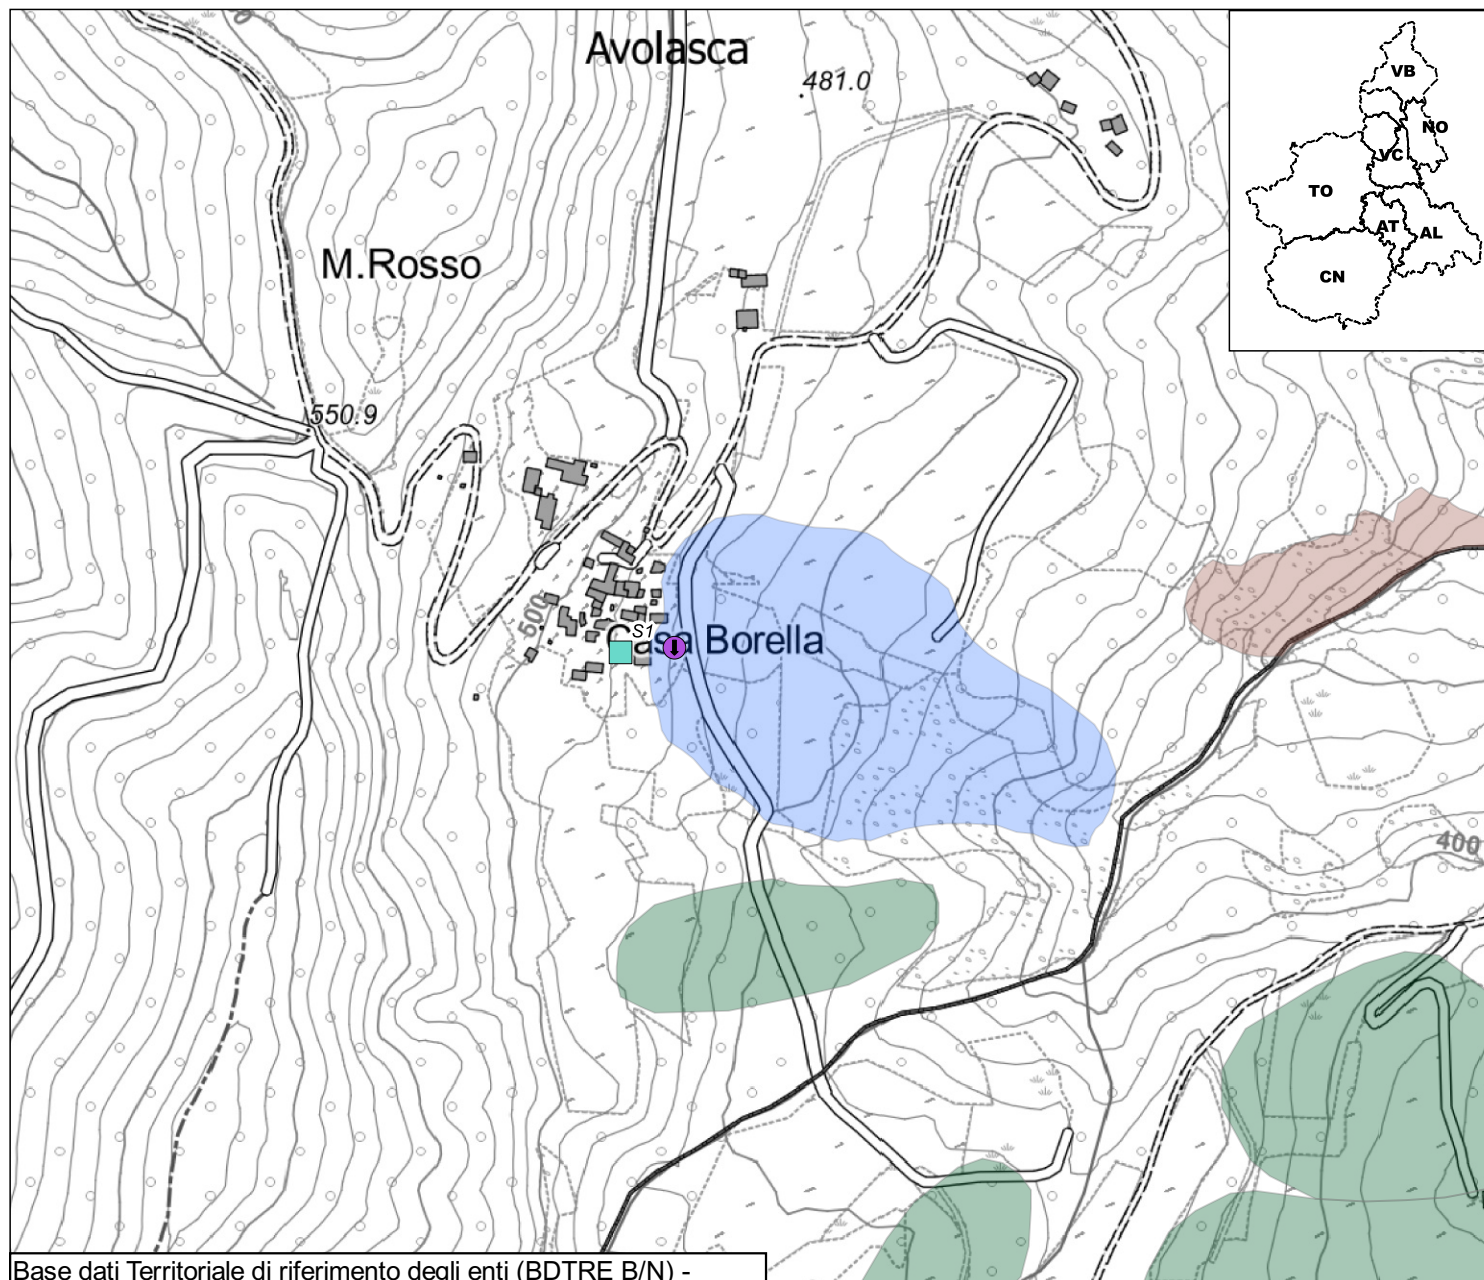 Avolasca
481.0
VB
NO
VC
TO
AT
AL
CN
M.Rosso
550.9
500
S1
Casa Borella
400
Base dati Territoriale di riferimento degli enti (BDTRE B/N) -